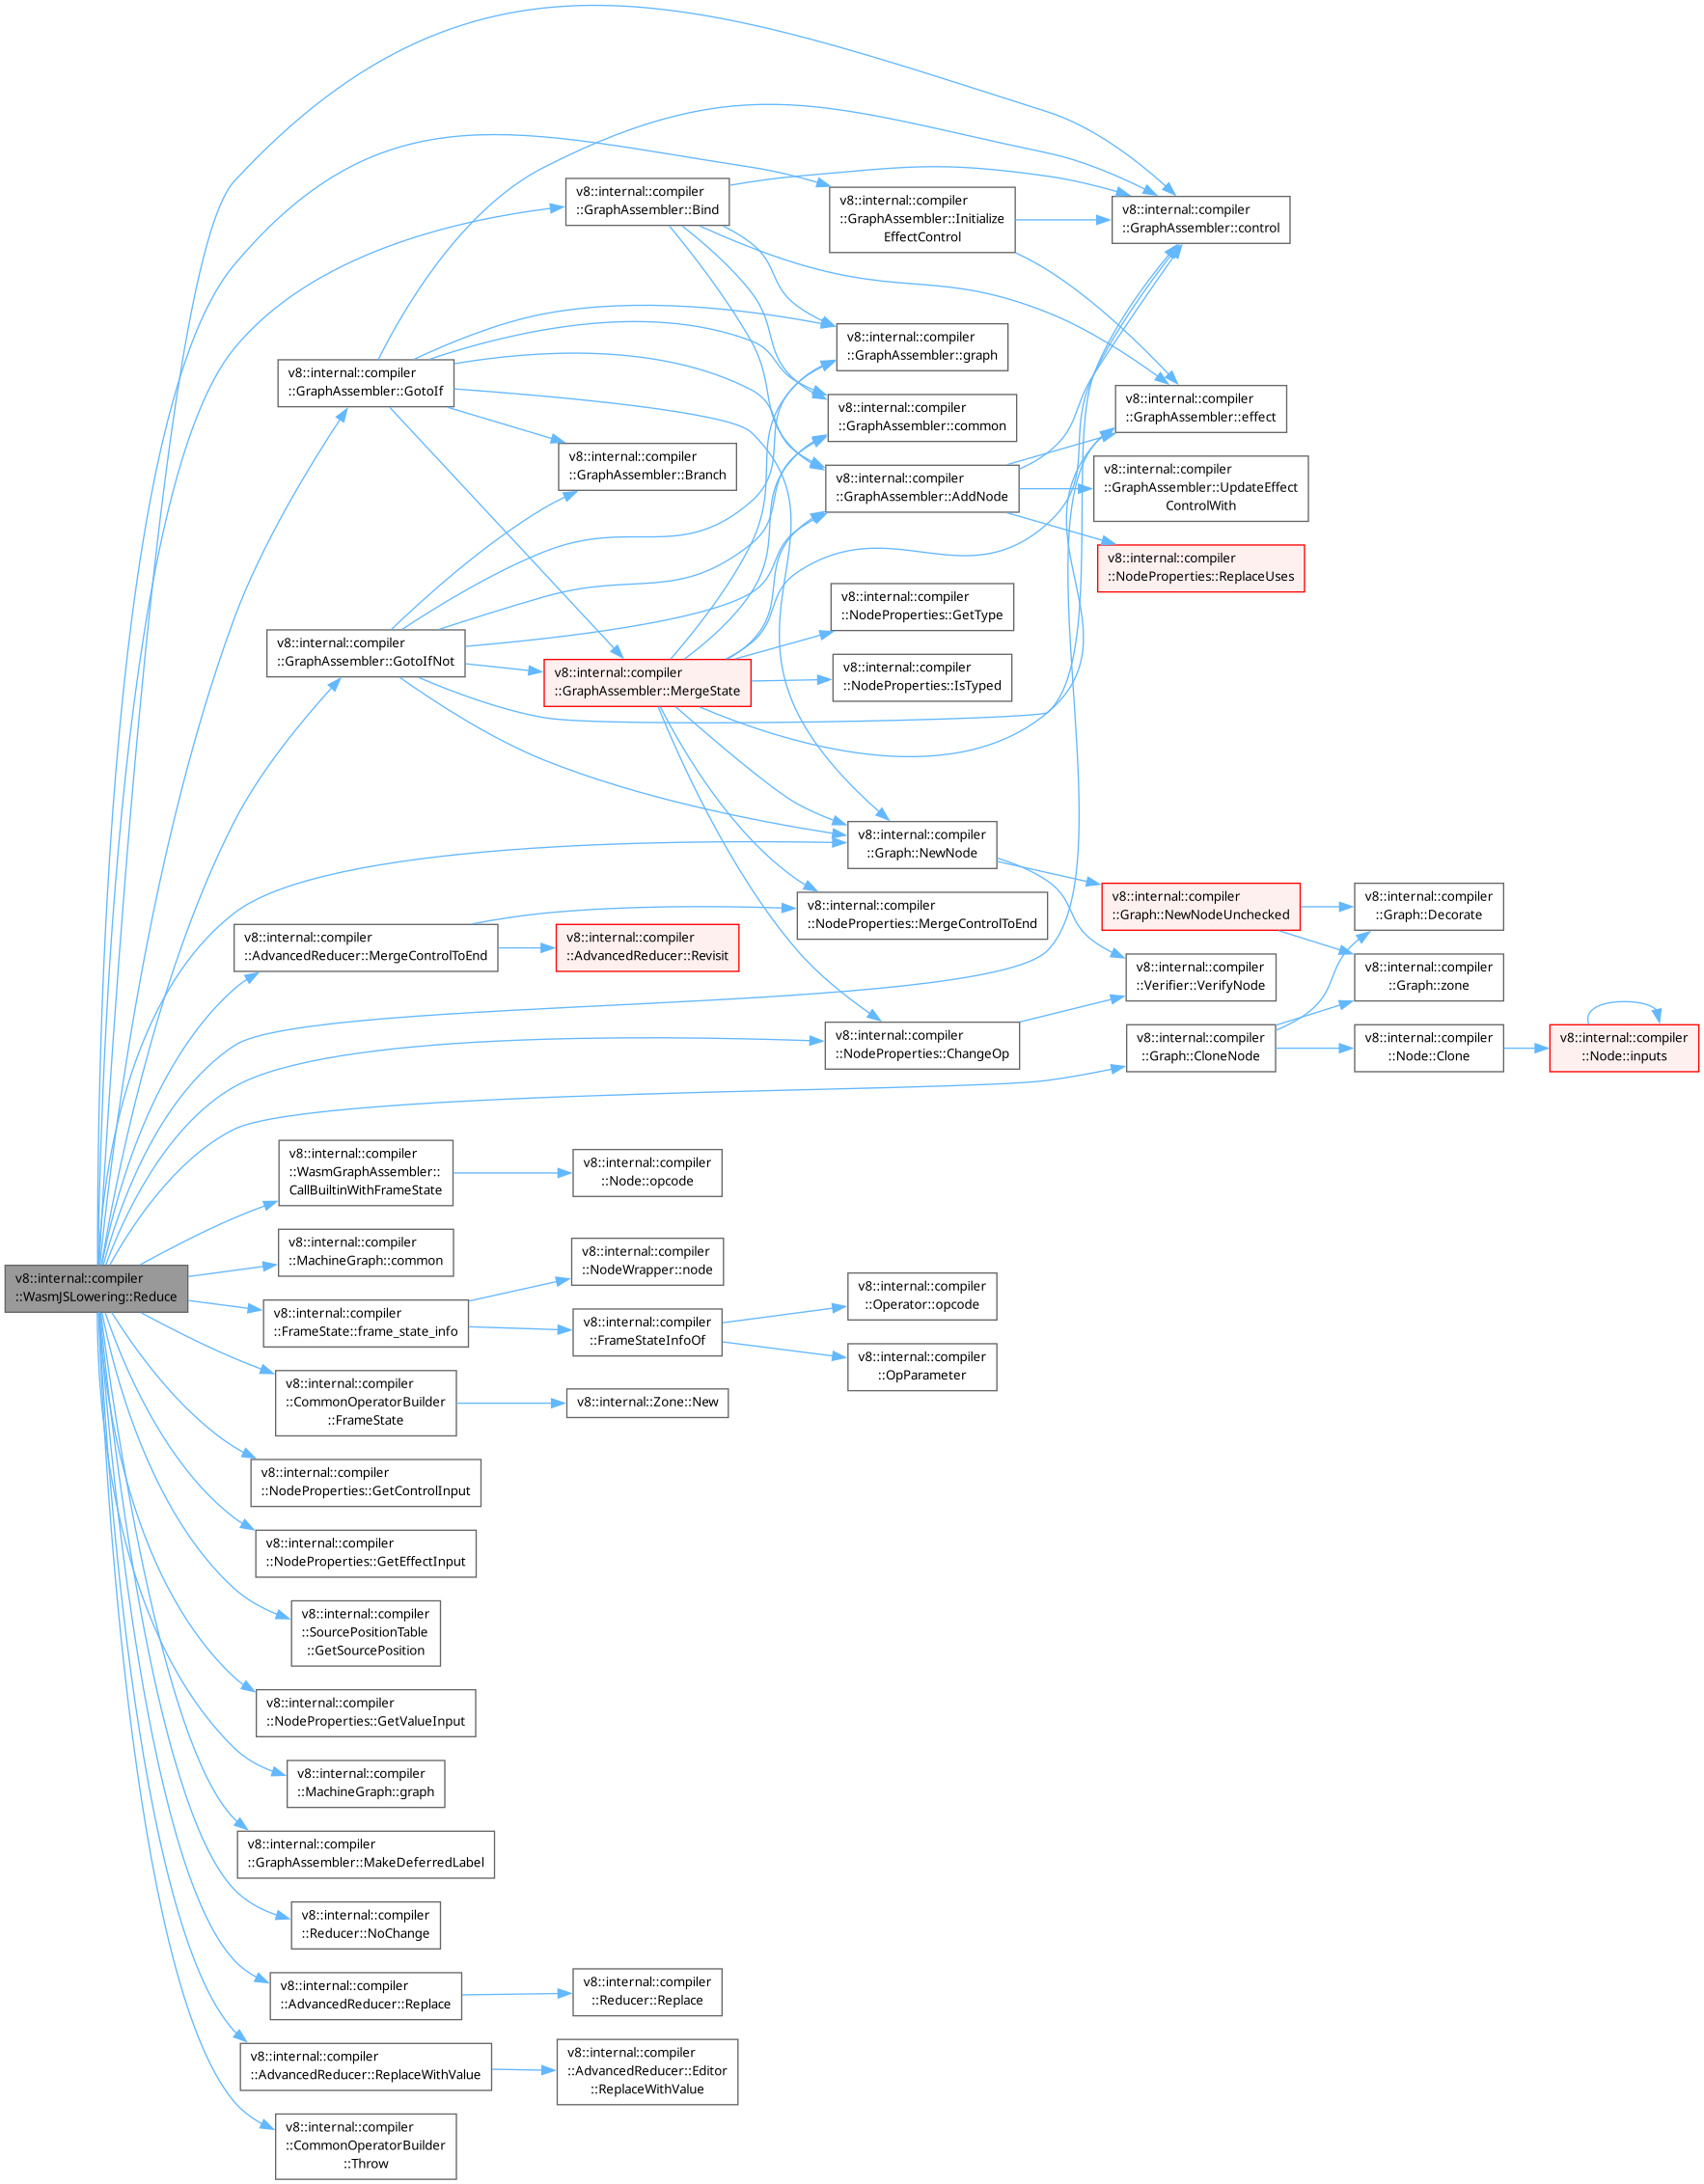 v8::internal::compiler
::GraphAssembler::Bind
v8::internal::compiler
::GraphAssembler::Initialize
EffectControl
v8::internal::compiler
::GraphAssembler::control
v8::internal::compiler
::GraphAssembler::graph
v8::internal::compiler
::GraphAssembler::GotoIf
v8::internal::compiler
::GraphAssembler::common
v8::internal::compiler
::GraphAssembler::effect
v8::internal::compiler
::GraphAssembler::Branch
v8::internal::compiler
::GraphAssembler::AddNode
v8::internal::compiler
::GraphAssembler::UpdateEffect
ControlWith
v8::internal::compiler
::NodeProperties::ReplaceUses
v8::internal::compiler
::NodeProperties::GetType
v8::internal::compiler
::GraphAssembler::GotoIfNot
v8::internal::compiler
::GraphAssembler::MergeState
v8::internal::compiler
::NodeProperties::IsTyped
v8::internal::compiler
::Graph::NewNode
v8::internal::compiler
::NodeProperties::MergeControlToEnd
v8::internal::compiler
::Graph::NewNodeUnchecked
v8::internal::compiler
::Graph::Decorate
v8::internal::compiler
::AdvancedReducer::MergeControlToEnd
v8::internal::compiler
::AdvancedReducer::Revisit
v8::internal::compiler
::Verifier::VerifyNode
v8::internal::compiler
::Graph::zone
v8::internal::compiler
::NodeProperties::ChangeOp
v8::internal::compiler
::Graph::CloneNode
v8::internal::compiler
::Node::Clone
v8::internal::compiler
::Node::inputs
v8::internal::compiler
::WasmGraphAssembler::
CallBuiltinWithFrameState
v8::internal::compiler
::Node::opcode
v8::internal::compiler
::MachineGraph::common
v8::internal::compiler
::NodeWrapper::node
v8::internal::compiler
::WasmJSLowering::Reduce
v8::internal::compiler
::FrameState::frame_state_info
v8::internal::compiler
::FrameStateInfoOf
v8::internal::compiler
::Operator::opcode
v8::internal::compiler
::OpParameter
v8::internal::compiler
::CommonOperatorBuilder
::FrameState
v8::internal::Zone::New
v8::internal::compiler
::NodeProperties::GetControlInput
v8::internal::compiler
::NodeProperties::GetEffectInput
v8::internal::compiler
::SourcePositionTable
::GetSourcePosition
v8::internal::compiler
::NodeProperties::GetValueInput
v8::internal::compiler
::MachineGraph::graph
v8::internal::compiler
::GraphAssembler::MakeDeferredLabel
v8::internal::compiler
::Reducer::NoChange
v8::internal::compiler
::AdvancedReducer::Replace
v8::internal::compiler
::Reducer::Replace
v8::internal::compiler
::AdvancedReducer::ReplaceWithValue
v8::internal::compiler
::AdvancedReducer::Editor
::ReplaceWithValue
v8::internal::compiler
::CommonOperatorBuilder
::Throw